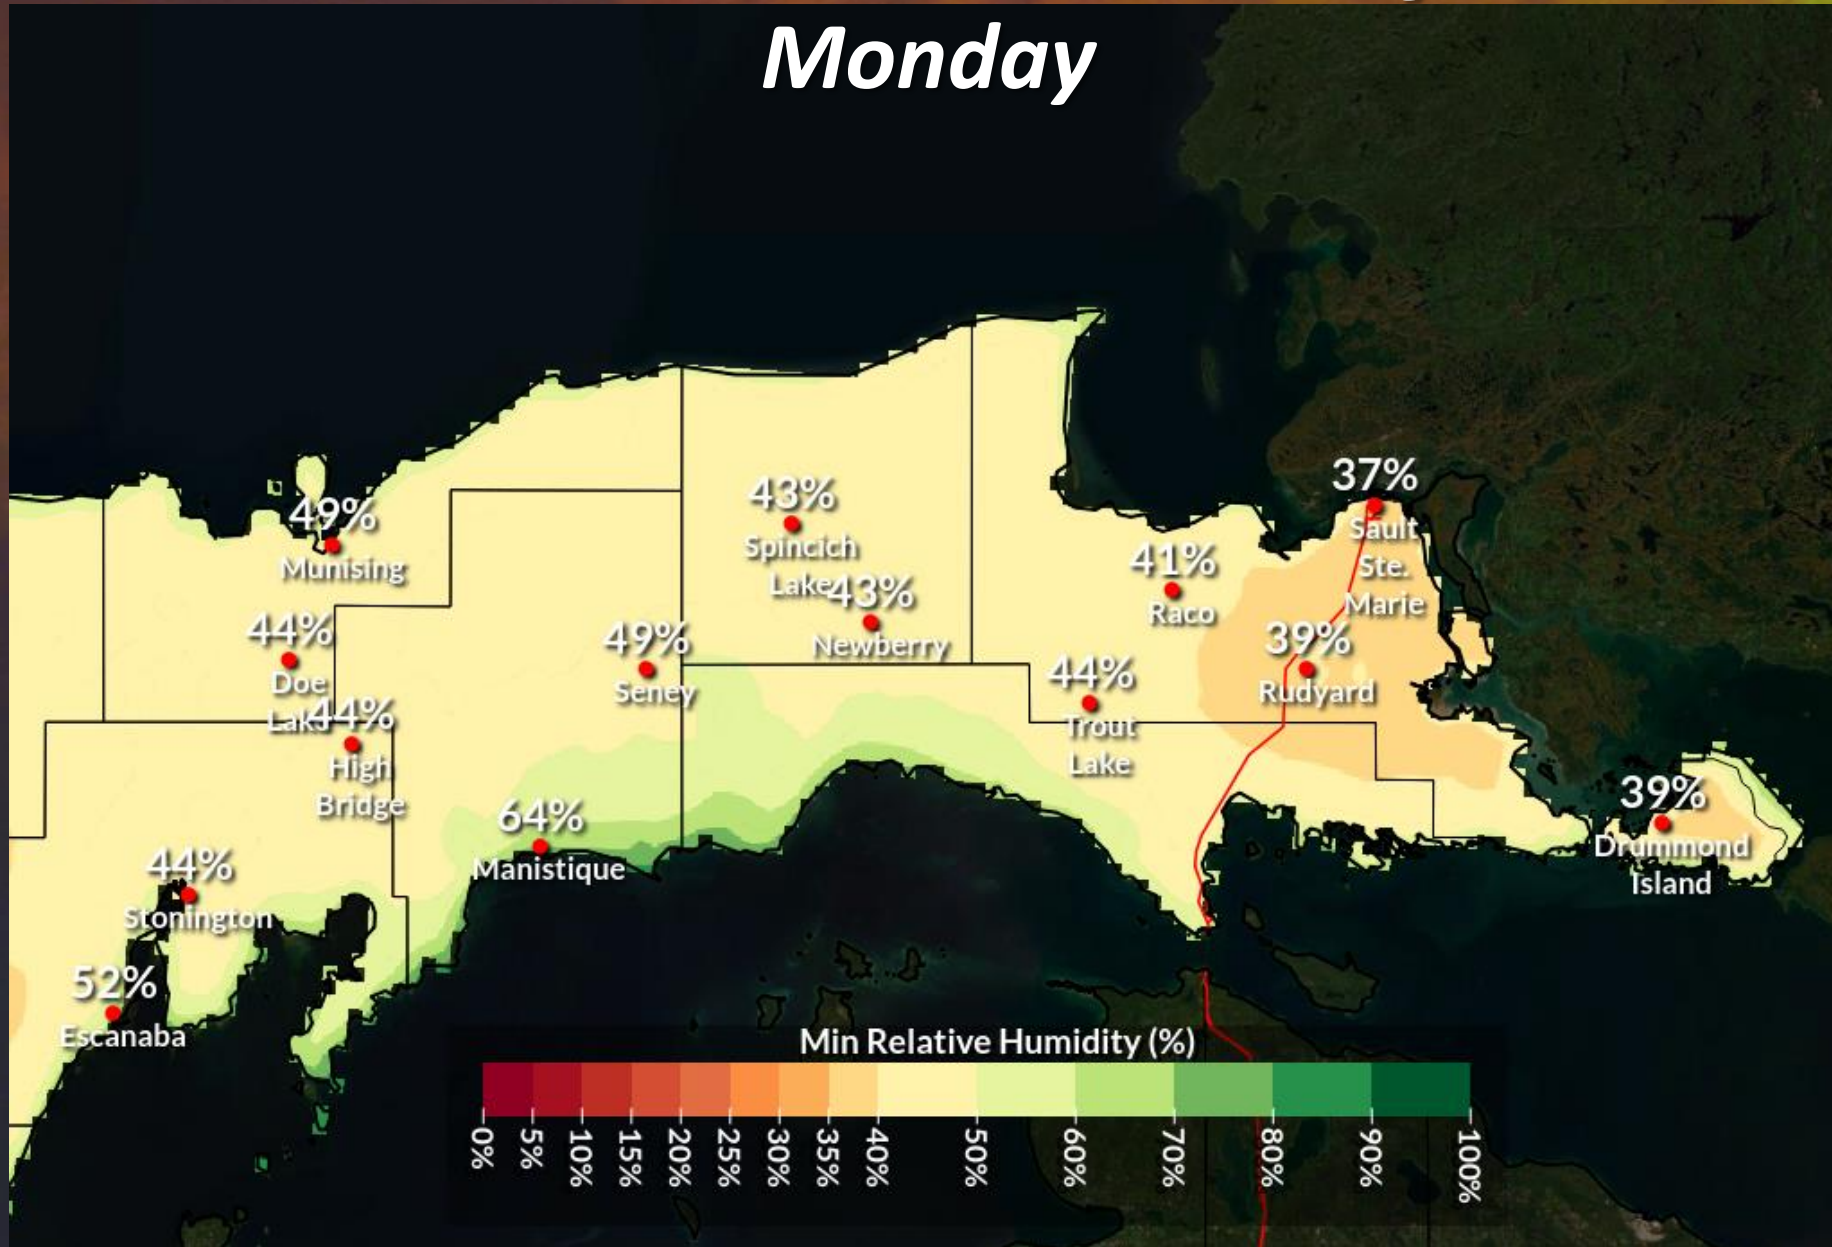 Monday
37%
Sault
Ste.
Marie
43%
Spincich
Lake
49%
Munising
41%
Raco
43%
Newberry
44%
Doe
Lake
49%
Seney
39%
Rudyard
44%
Trout
Lake
44%
High
Bridge
39%
Drummond
Island
64%
Manistique
44%
Stonington
52%
Escanaba
Min Relative Humidity (%)
0% 5% 10% 15% 20% 25% 30% 35% 40% 50% 60% 70% 80% 90% 100%